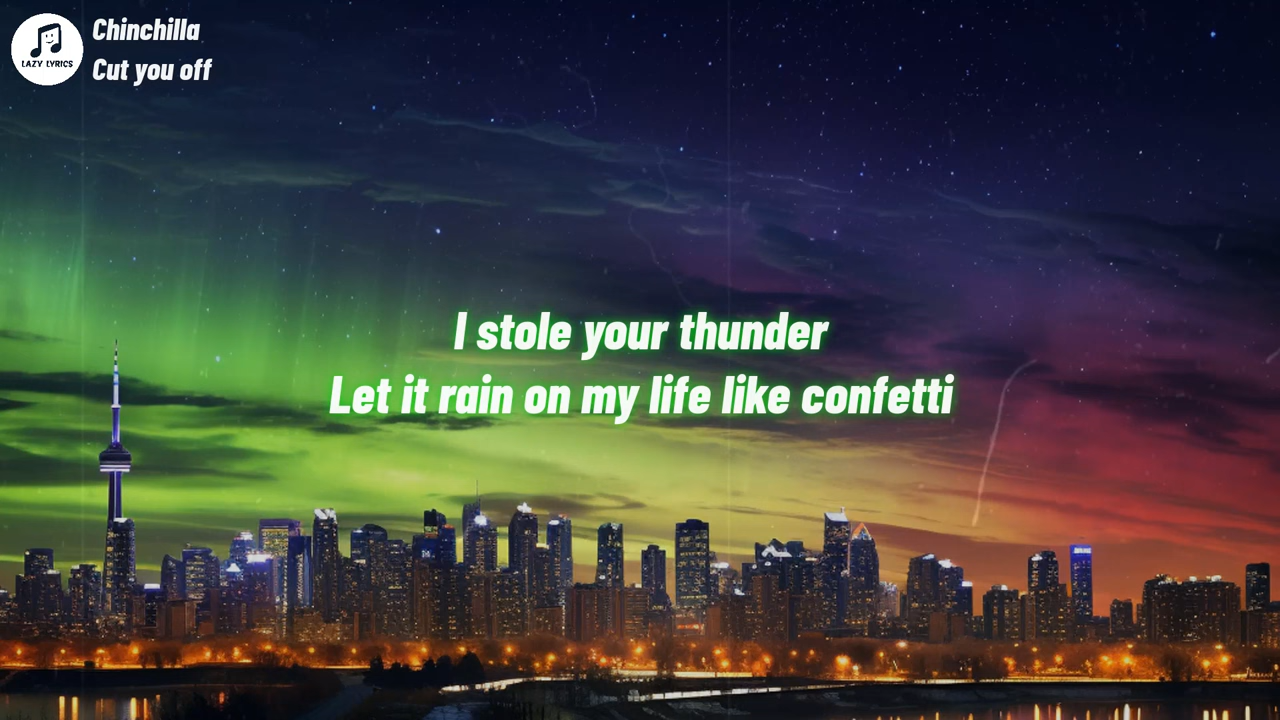 LAZY LYRICS
Chinchilla
Cut you off
I stole your thunder
Let it rain on my life like confetti